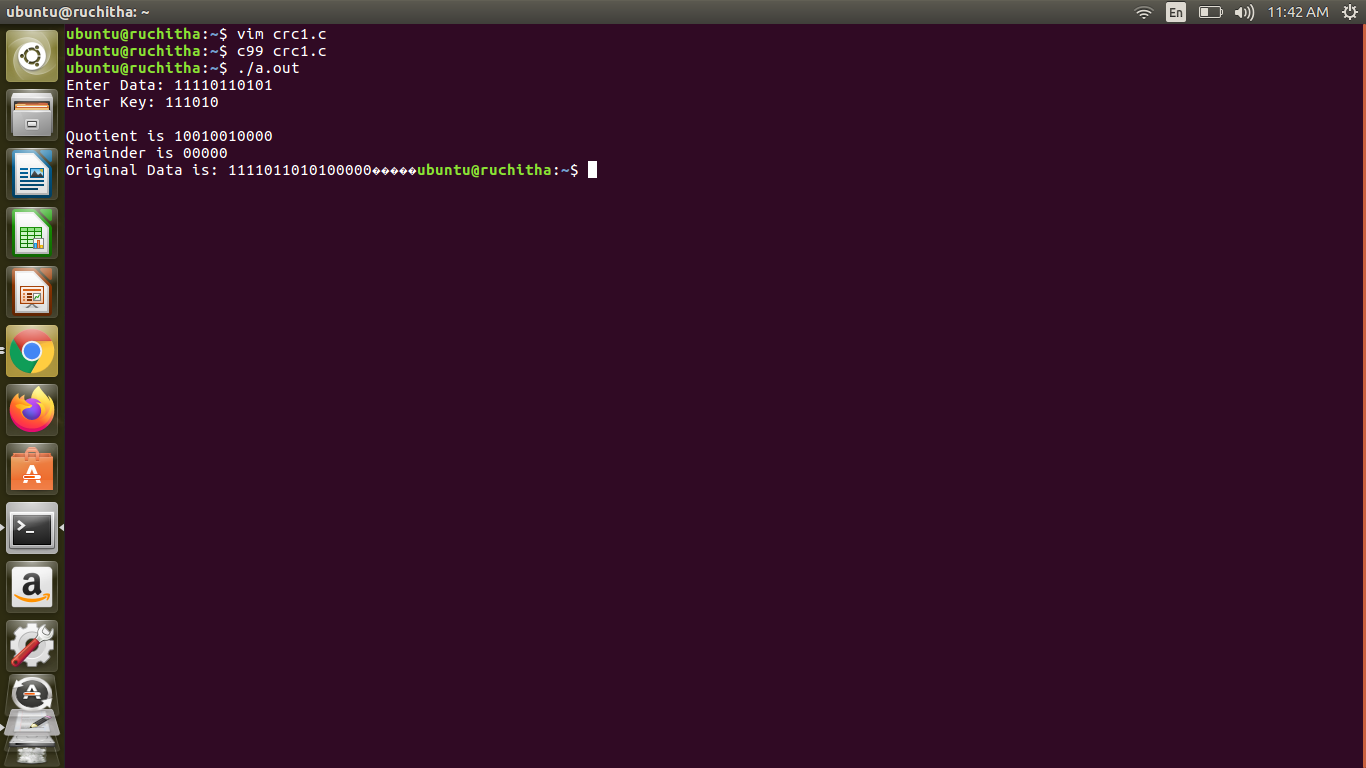 ubuntu@ruchitha: ~
En
11:42 AM
ubuntu@ruchitha:~$ vim crc1.c
ubuntu@ruchitha:~$ c99 crc1.c
ubuntu@ruchitha:~$ ./a.out
Enter Data: 11110110101
Enter Key: 111010
Quotient is 10010010000
Remainder is 00000
Original Data is: 1111011010100000�����ubuntu@ruchitha:~$